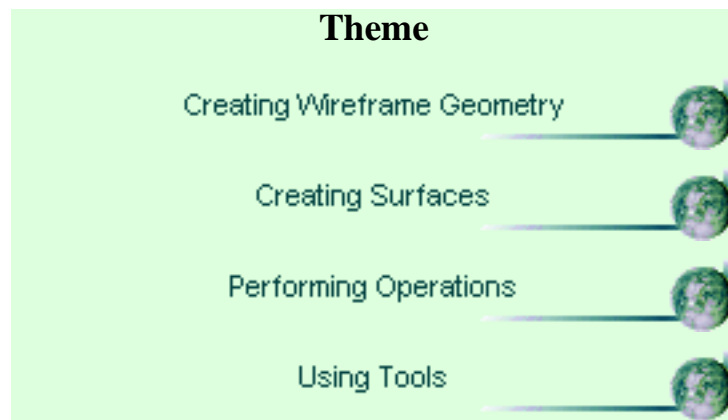 Theme
Creating Wireframe Geometry
Creating Surfaces
Performing Operations
Using Tools